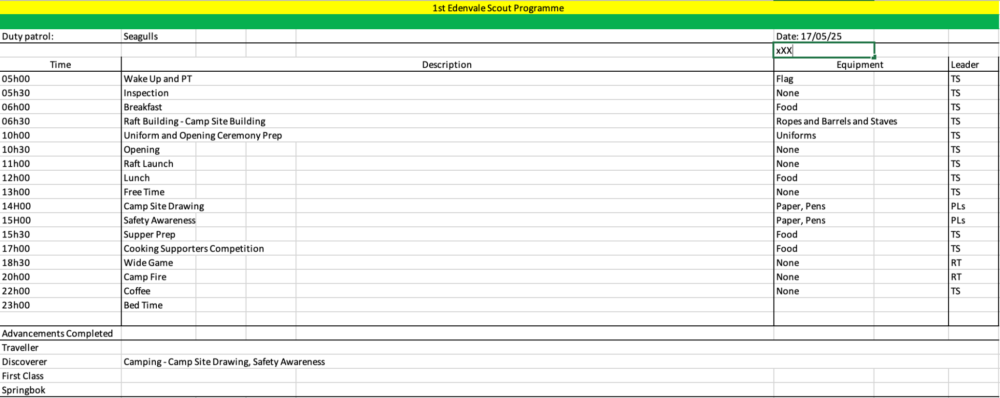 1st Edenvale Scout Programme
Duty patrol: Seagulls Date: 17/05/25
xXX
Time Description Equipment Leader
05h00 Wake Up and PT Flag TS
05h30 Inspection None TS
06h00 Breakfast Food TS
06h30 Raft Building - Camp Site Building Ropes and Barrels and Staves TS
10h00 Uniform and Opening Ceremony Prep Uniforms TS
10h30 Opening None TS
11h00 Raft Launch None TS
12h00 Lunch Food TS
13h00 Free Time None TS
14H00 Camp Site Drawing Paper, Pens PLs
15H00 Safety Awareness Paper, Pens PLs
15h30 Supper Prep Food TS
17h00 Cooking Supporters Competition Food TS
18h30 Wide Game None RT
20h00 Camp Fire None RT
22h00 Coffee None TS
23h00 Bed Time
Advancements Completed
Traveller
Discoverer Camping - Camp Site Drawing, Safety Awareness
First Class
Springbok